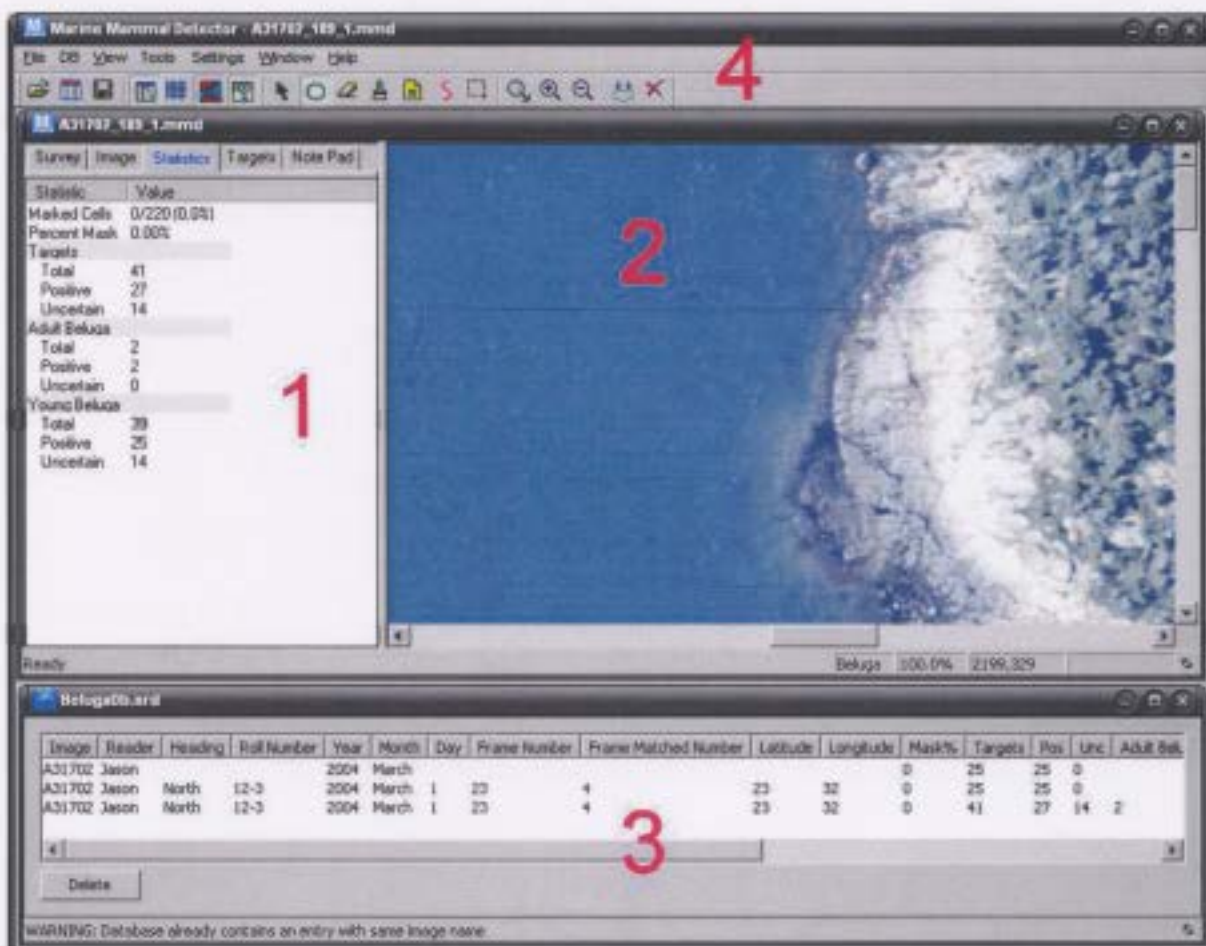 Marine Mammal Detector - A31702_189_1.mmd
File DB View Tools Settings Window Help
4
A31702_189_1.mmd
Survey Image Statistics Targets Note Pad
Statistic Value
Marked Cells 0/220 (0.0%)
Percent Mask 0.00%
Targets
Total 41
Positive 27
Uncertain 14
Adult Beluga
Total 2
Positive 2
Uncertain 0
Young Beluga
Total 39
Positive 25
Uncertain 14
1
2
Ready Beluga 100.0% 2199,329
BelugaDb.srd
Image Reader Heading Roll Number Year Month Day Frame Number Frame Matched Number Latitude Longitude Mask% Targets Pos Unc Adult Belu
A31702 Jason 2004 March 0 25 25 0
A31702 Jason North 12-3 2004 March 1 23 4 23 32 0 25 25 0
A31702 Jason North 12-3 2004 March 1 23 4 23 32 0 41 27 14 2
3
Delete
WARNING: Database already contains an entry with same image name